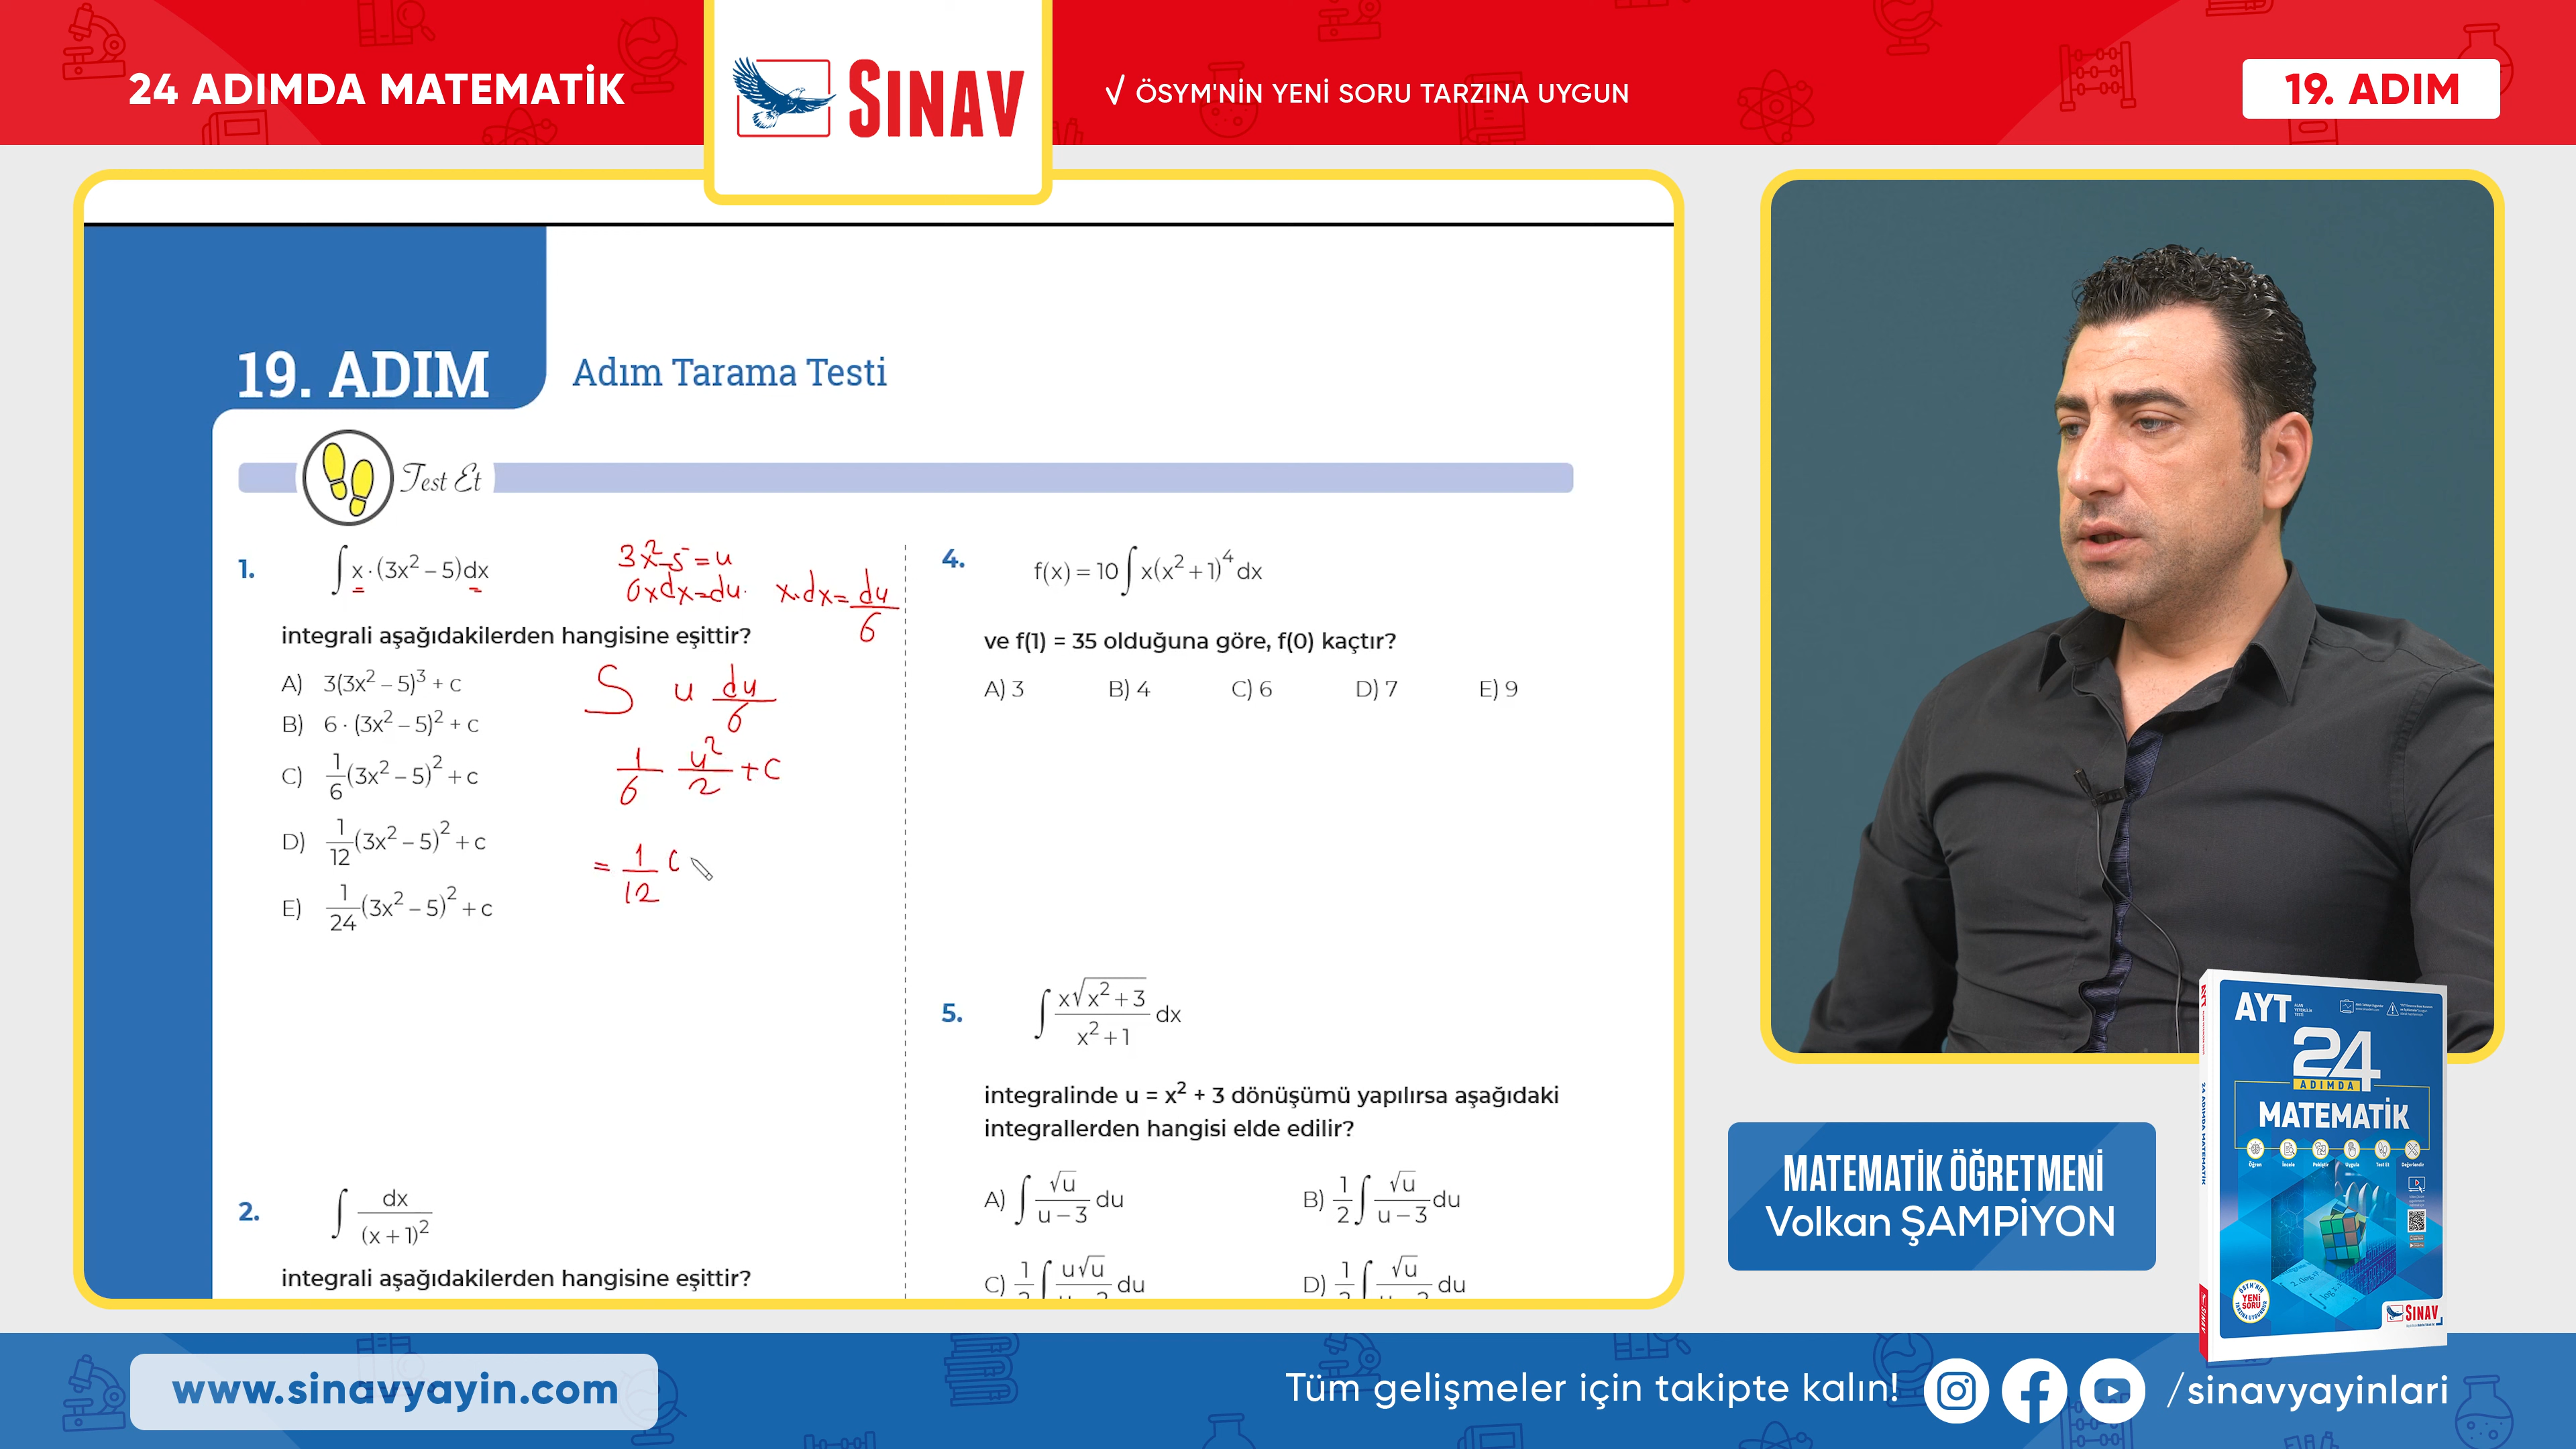 24 ADIMDA MATEMATİK
SINAV
√ ÖSYM'NİN YENİ SORU TARZINA UYGUN
19. ADIM
19. ADIM
Adım Tarama Testi
Test Et
1. ∫ x · (3x² – 5)dx
integrali aşağıdakilerden hangisine eşittir?
A) 3(3x² – 5)³ + c
B) 6 · (3x² – 5)² + c
C) 1/6 (3x² – 5)² + c
D) 1/12 (3x² – 5)² + c
E) 1/24 (3x² – 5)² + c
3x²-5 = u
6xdx=du. x.dx= du/6
S u du/6
1/6 u²/2 + c
= 1/12 (
2. ∫ dx/(x + 1)²
integrali aşağıdakilerden hangisine eşittir?
4. f(x) = 10 ∫ x(x² + 1)⁴ dx
ve f(1) = 35 olduğuna göre, f(0) kaçtır?
A) 3 B) 4 C) 6 D) 7 E) 9
5. ∫ x√(x² + 3)/(x² + 1) dx
integralinde u = x² + 3 dönüşümü yapılırsa aşağıdaki
integrallerden hangisi elde edilir?
A) ∫ √u/(u – 3) du B) 1/2 ∫ √u/(u – 3) du
MATEMATİK ÖĞRETMENİ
Volkan ŞAMPİYON
AYT
24
ADIMDA
MATEMATİK
YENİ
SORU
SINAV
www.sinavyayin.com
Tüm gelişmeler için takipte kalın!
/sinavyayinlari